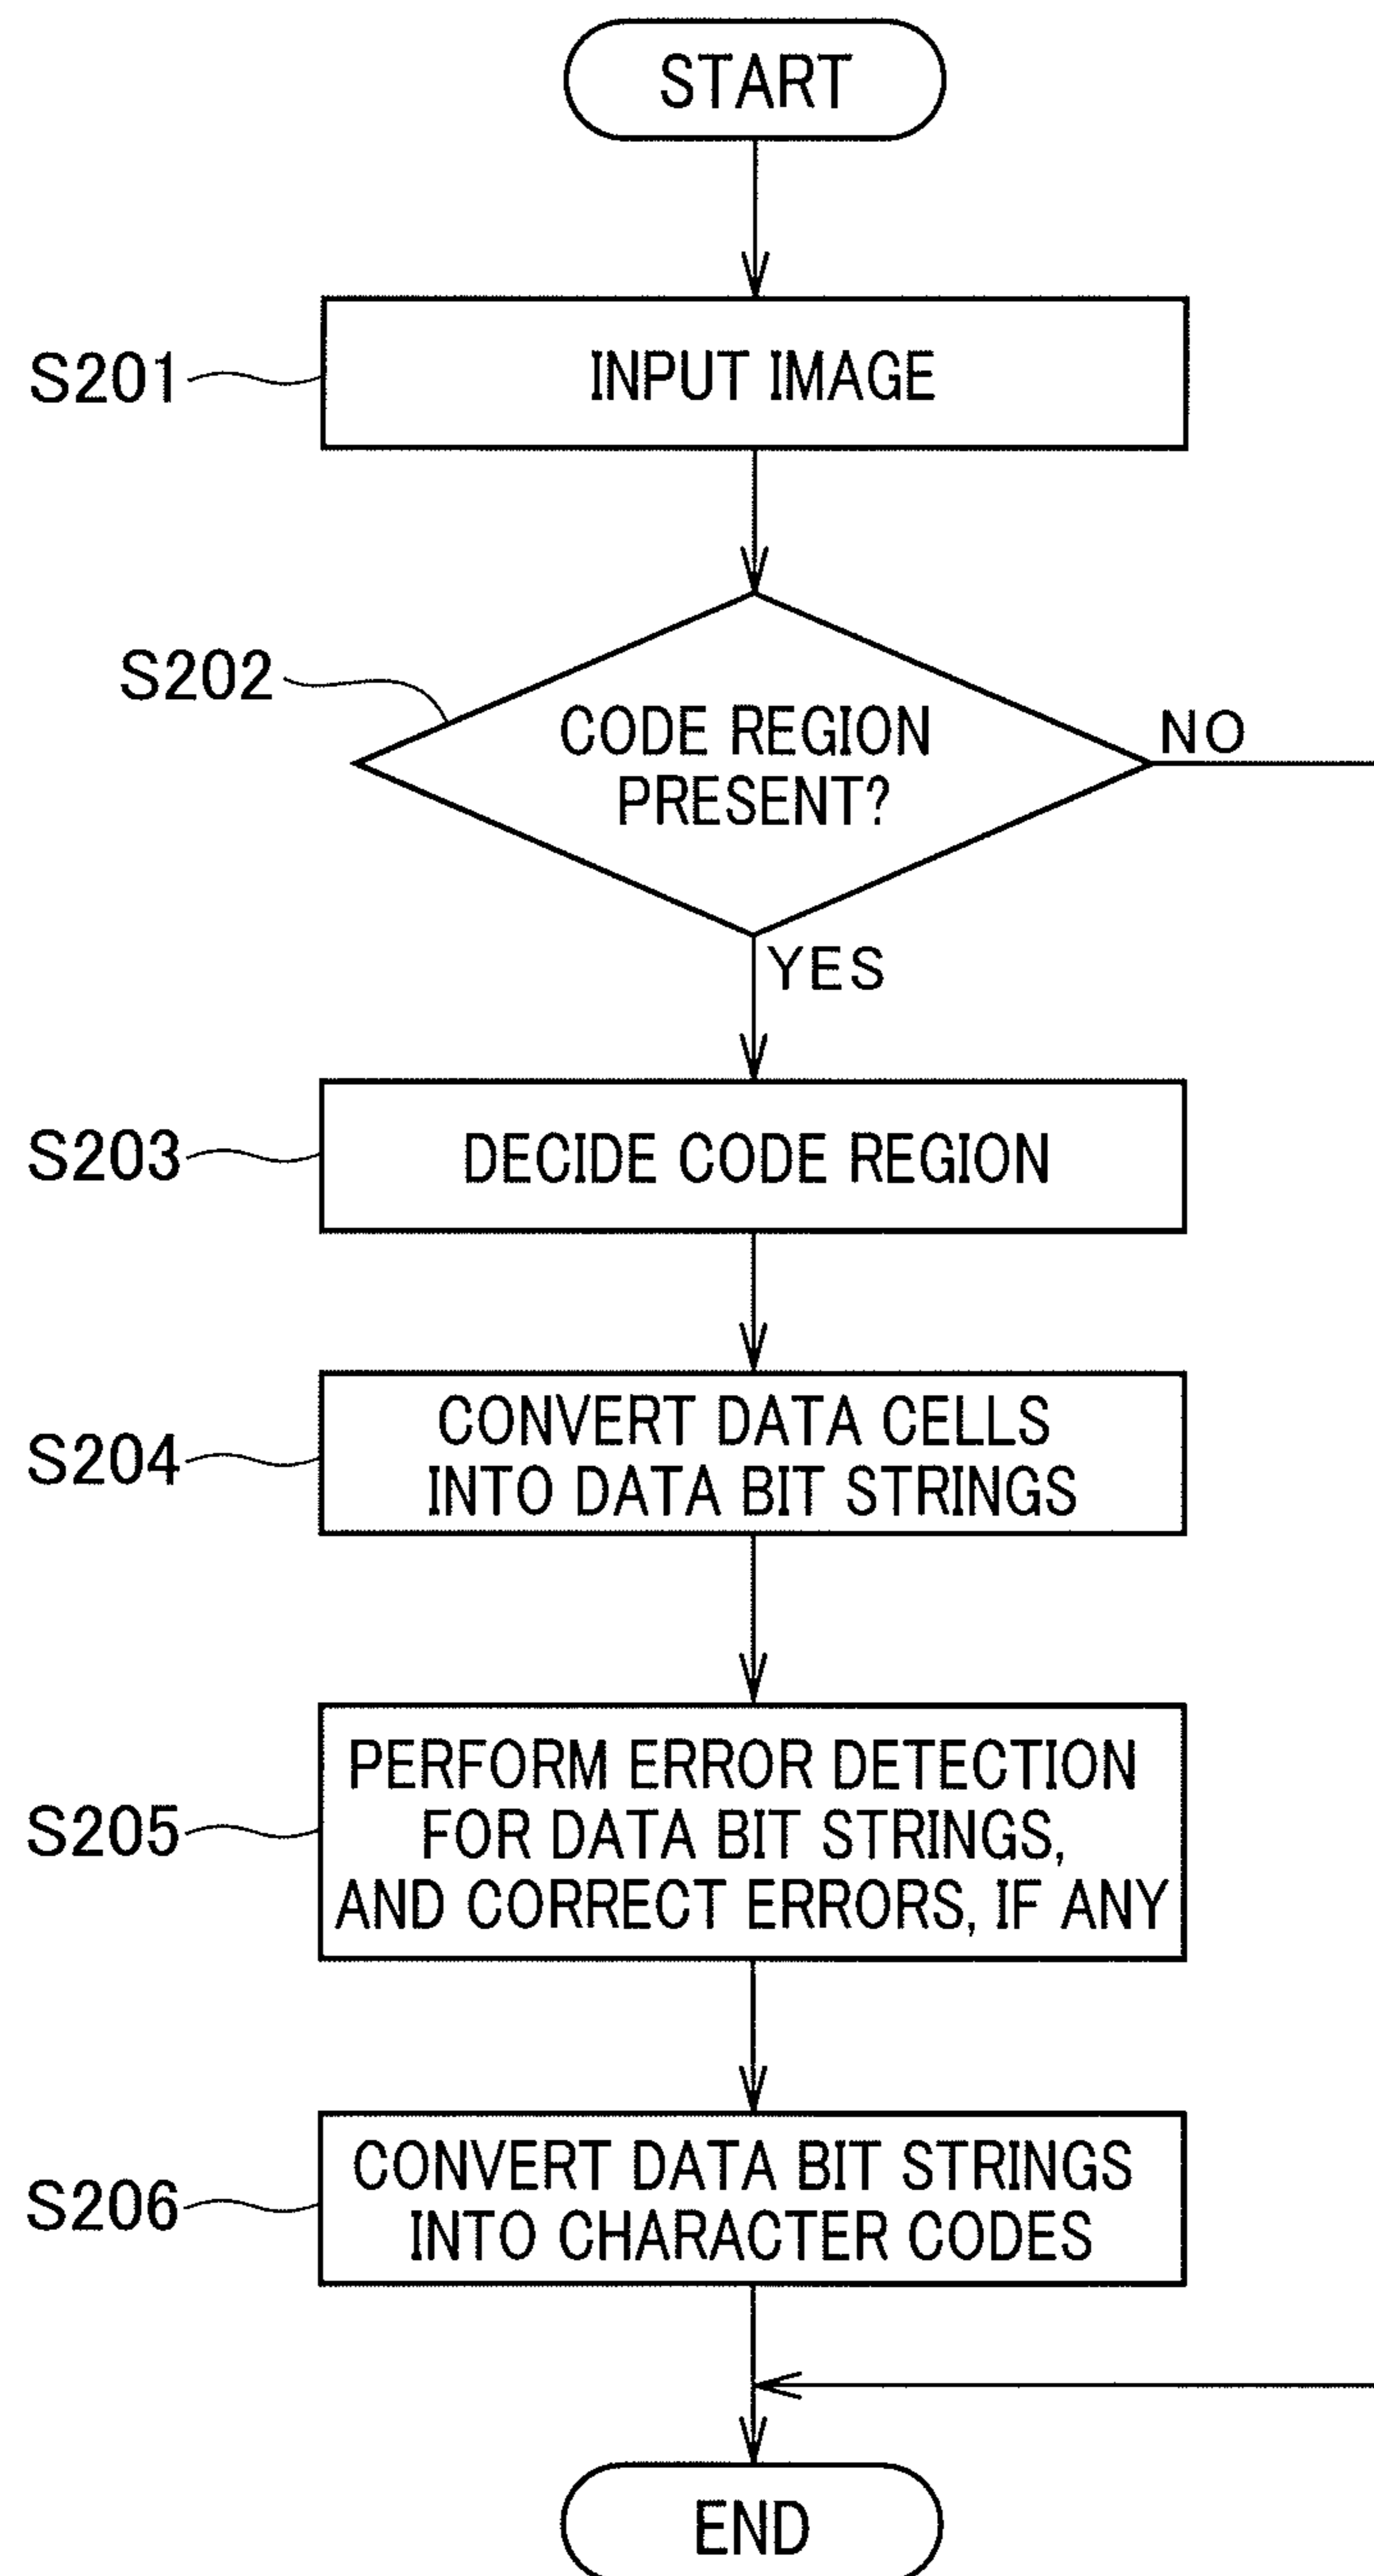 START
S201
INPUT IMAGE
S202
CODE REGION
PRESENT?
NO
YES
S203
DECIDE CODE REGION
S204
CONVERT DATA CELLS
INTO DATA BIT STRINGS
S205
PERFORM ERROR DETECTION
FOR DATA BIT STRINGS,
AND CORRECT ERRORS, IF ANY
S206
CONVERT DATA BIT STRINGS
INTO CHARACTER CODES
END